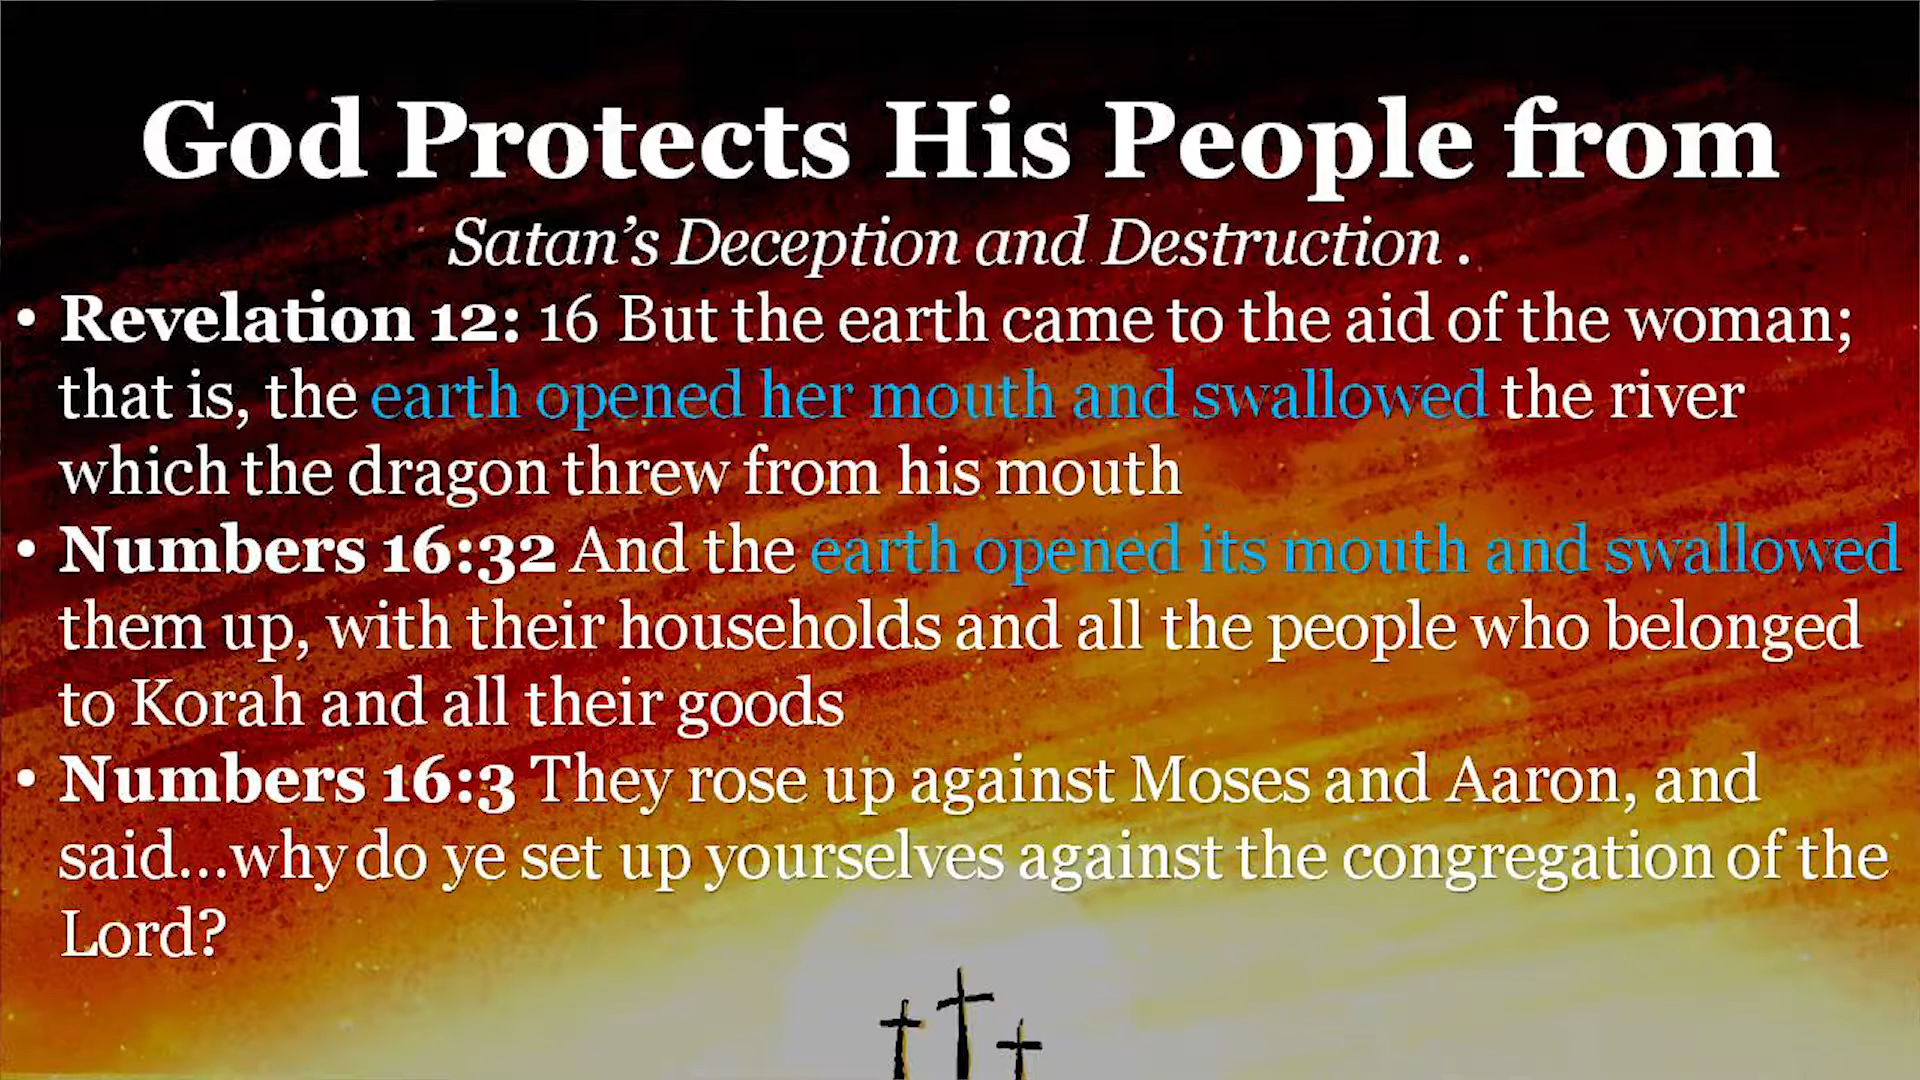 God Protects His People from
Satan's Deception and Destruction .
• Revelation 12: 16 But the earth came to the aid of the woman;
that is, the earth opened her mouth and swallowed the river
which the dragon threw from his mouth
• Numbers 16:32 And the earth opened its mouth and swallowed
them up, with their households and all the people who belonged
to Korah and all their goods
• Numbers 16:3 They rose up against Moses and Aaron, and
said...why do ye set up yourselves against the congregation of the
Lord?